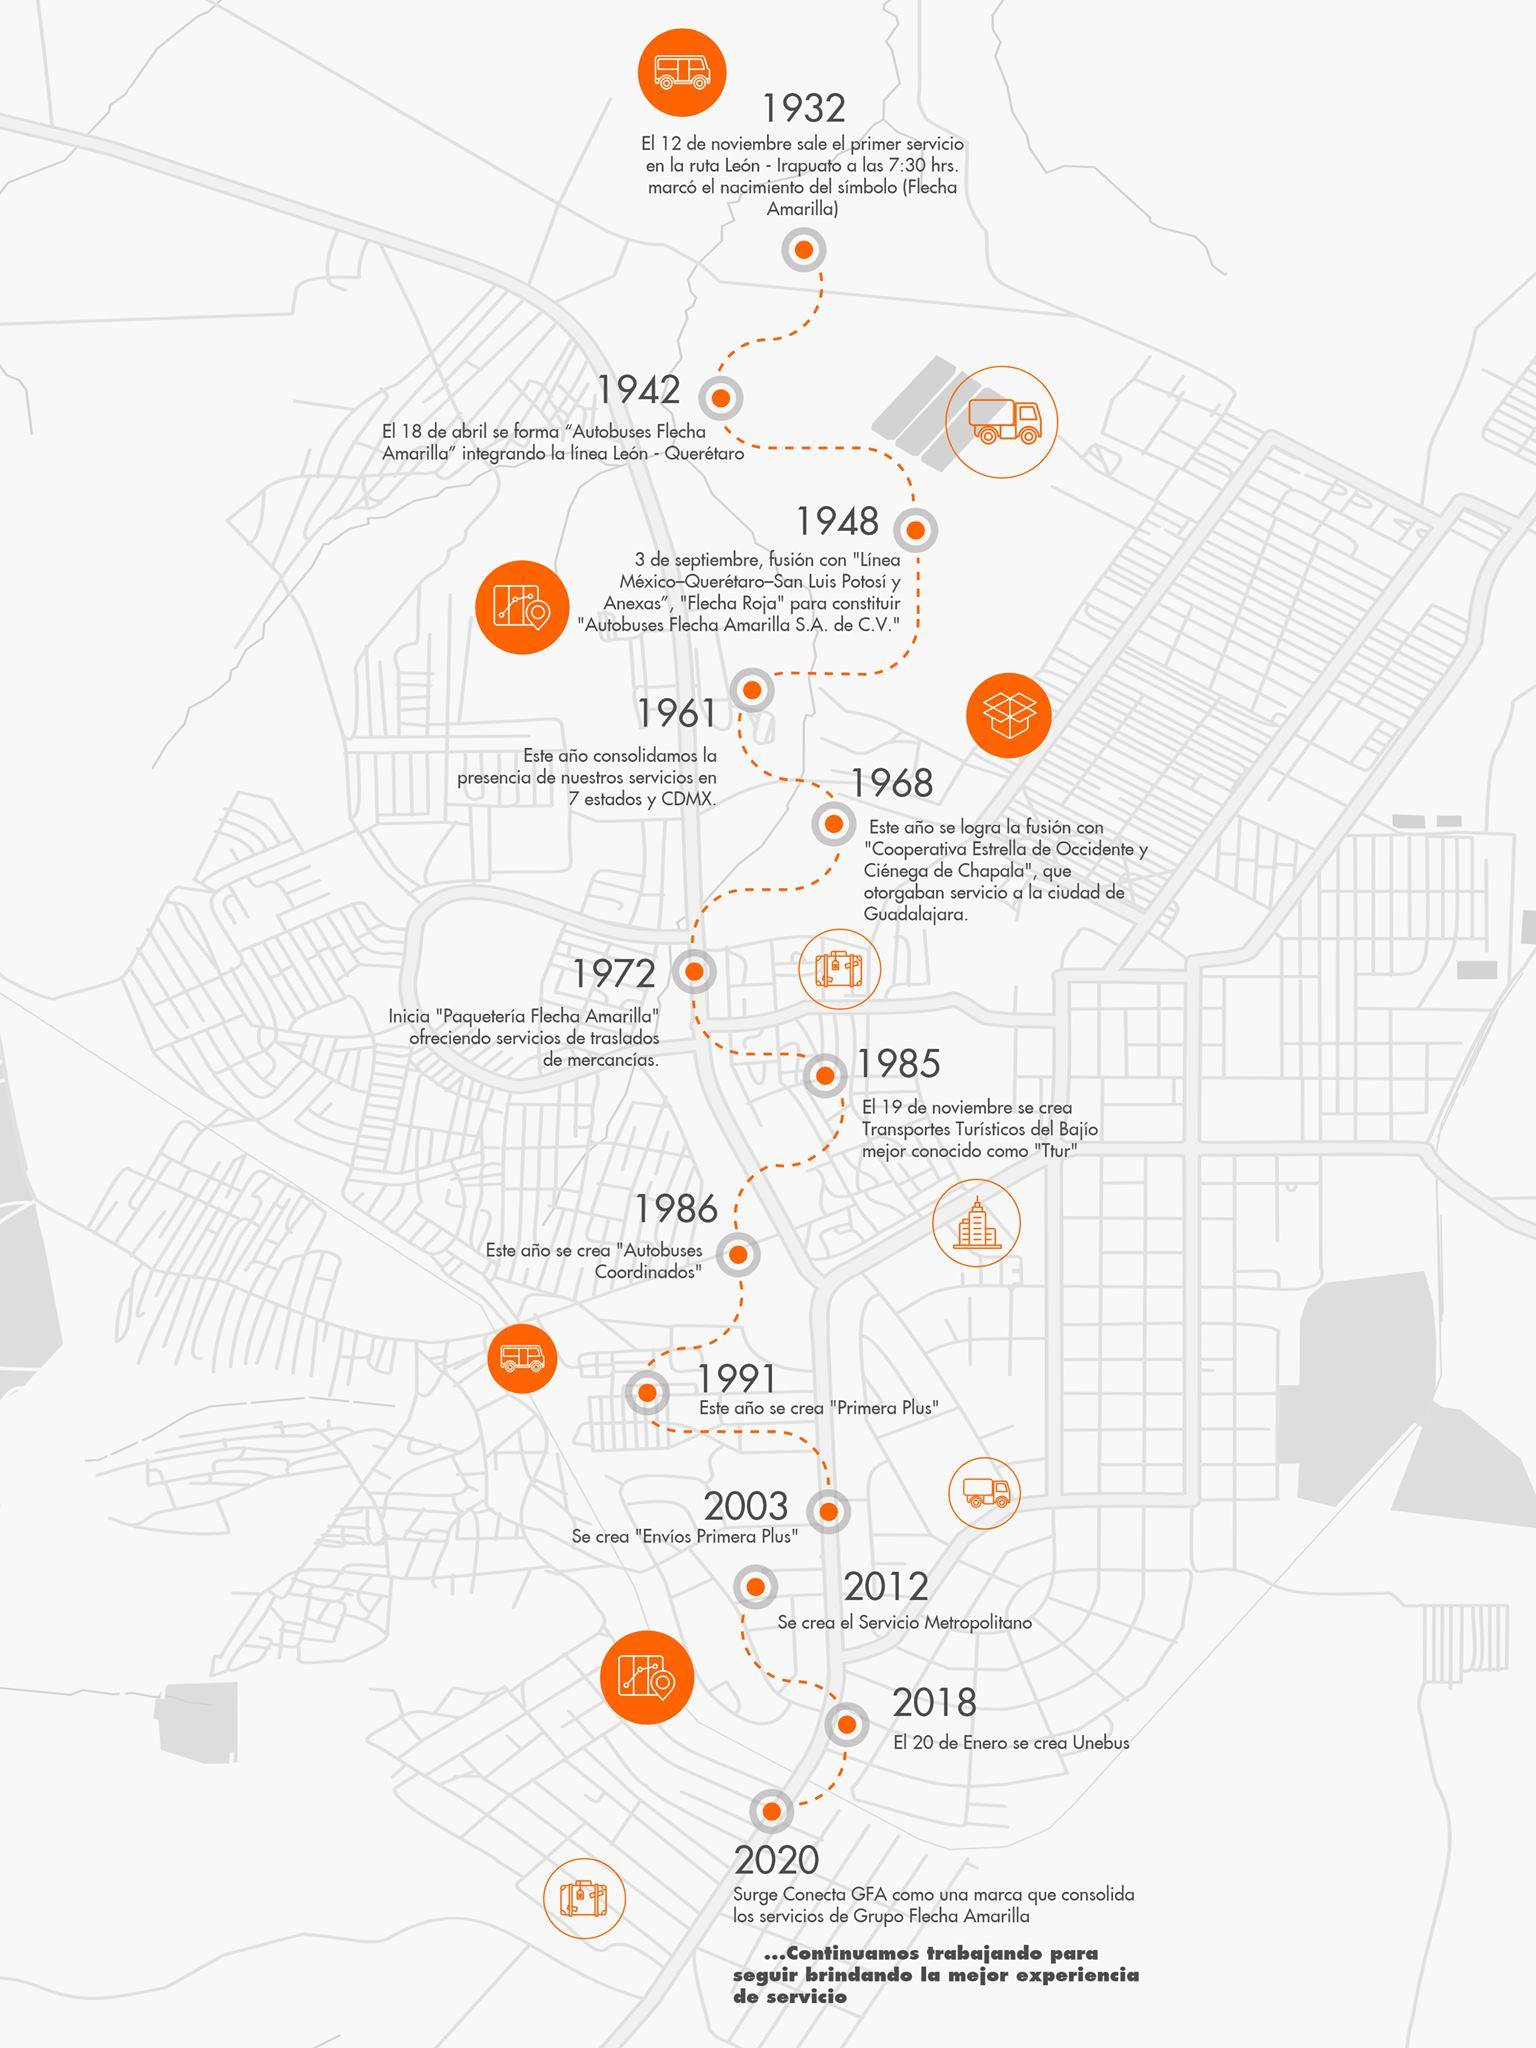 1932
El 12 de noviembre sale el primer servicio
en la ruta León - Irapuato a las 7:30 hrs.
marcó el nacimiento del símbolo (Flecha
Amarilla)
1942
El 18 de abril se forma “Autobuses Flecha
Amarilla” integrando la línea León - Querétaro
1948
3 de septiembre, fusión con "Línea
México–Querétaro–San Luis Potosí y
Anexas”, "Flecha Roja" para constituir
"Autobuses Flecha Amarilla S.A. de C.V."
1961
Este año consolidamos la
presencia de nuestros servicios en
7 estados y CDMX.
1968
Este año se logra la fusión con
"Cooperativa Estrella de Occidente y
Ciénega de Chapala", que
otorgaban servicio a la ciudad de
Guadalajara.
1972
Inicia "Paquetería Flecha Amarilla"
ofreciendo servicios de traslados
de mercancías.
1985
El 19 de noviembre se crea
Transportes Turísticos del Bajío
mejor conocido como "Ttur"
1986
Este año se crea "Autobuses
Coordinados"
1991
Este año se crea "Primera Plus"
2003
Se crea "Envíos Primera Plus"
2012
Se crea el Servicio Metropolitano
2018
El 20 de Enero se crea Unebus
2020
Surge Conecta GFA como una marca que consolida
los servicios de Grupo Flecha Amarilla
...Continuamos trabajando para
seguir brindando la mejor experiencia
de servicio